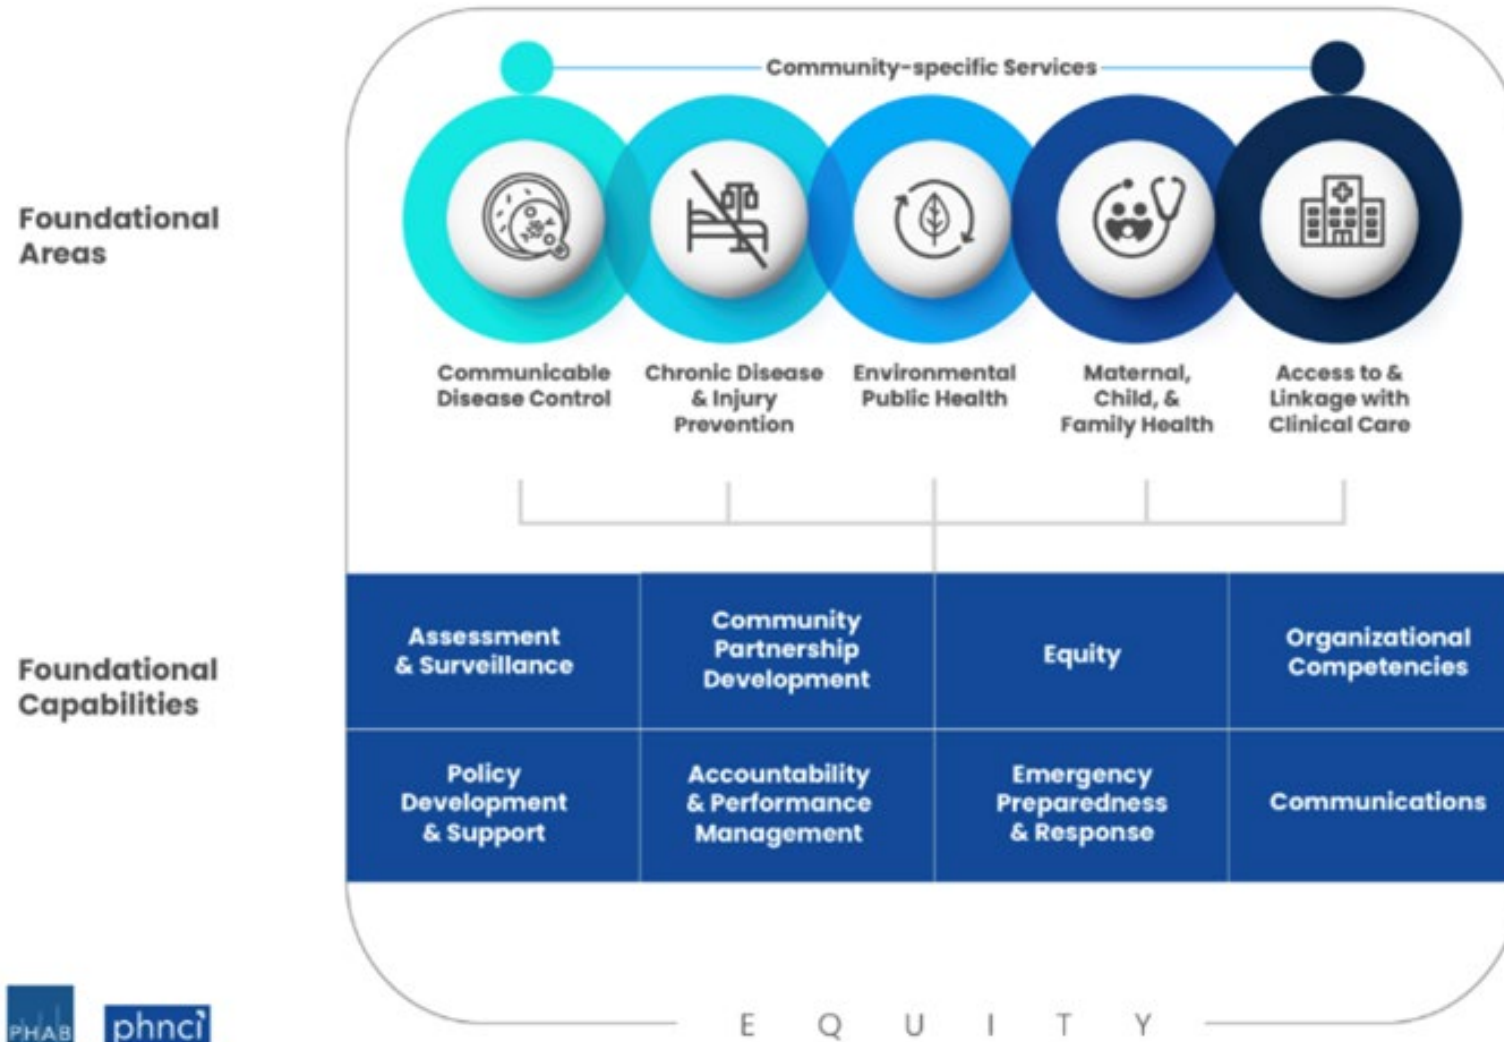 Community-specific Services
Foundational
Areas
Communicable
Disease Control
Chronic Disease
& Injury
Prevention
Environmental
Public Health
Maternal,
Child, &
Family Health
Access to &
Linkage with
Clinical Care
Foundational
Capabilities
Assessment
& Surveillance
Community
Partnership
Development
Equity
Organizational
Competencies
Policy
Development
& Support
Accountability
& Performance
Management
Emergency
Preparedness
& Response
Communications
PHAB
phnci
EQUITY